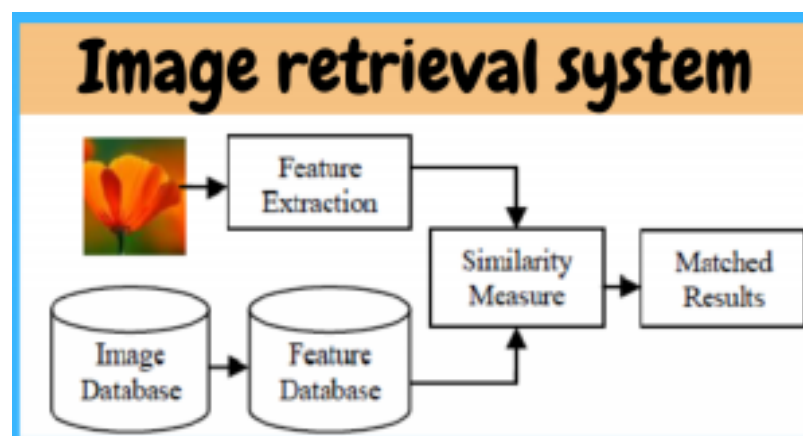 Image retrieval system
Feature
Extraction
Similarity
Measure
Matched
Results
Image
Database
Feature
Database